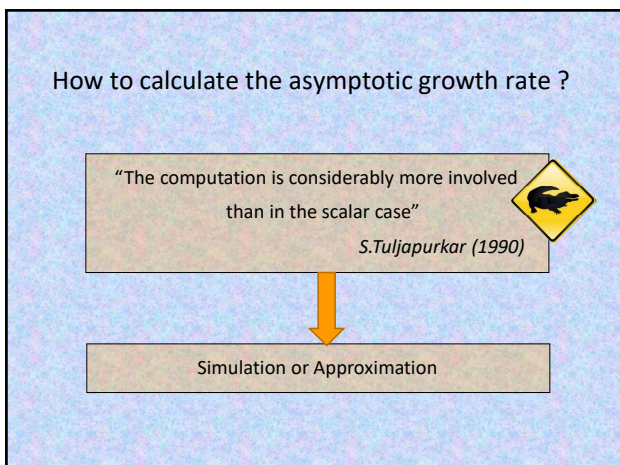 How to calculate the asymptotic growth rate ?
“The computation is considerably more involved
than in the scalar case”
S.Tuljapurkar (1990)
Simulation or Approximation